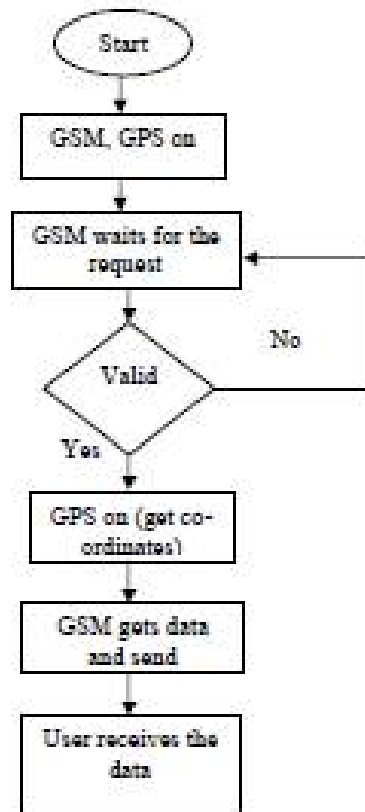 Start
GSM, GPS on
GSM waits for the
request
No
Valid
Yes
GPS on (get co-
ordinates)
GSM gets data
and send
User receives the
data